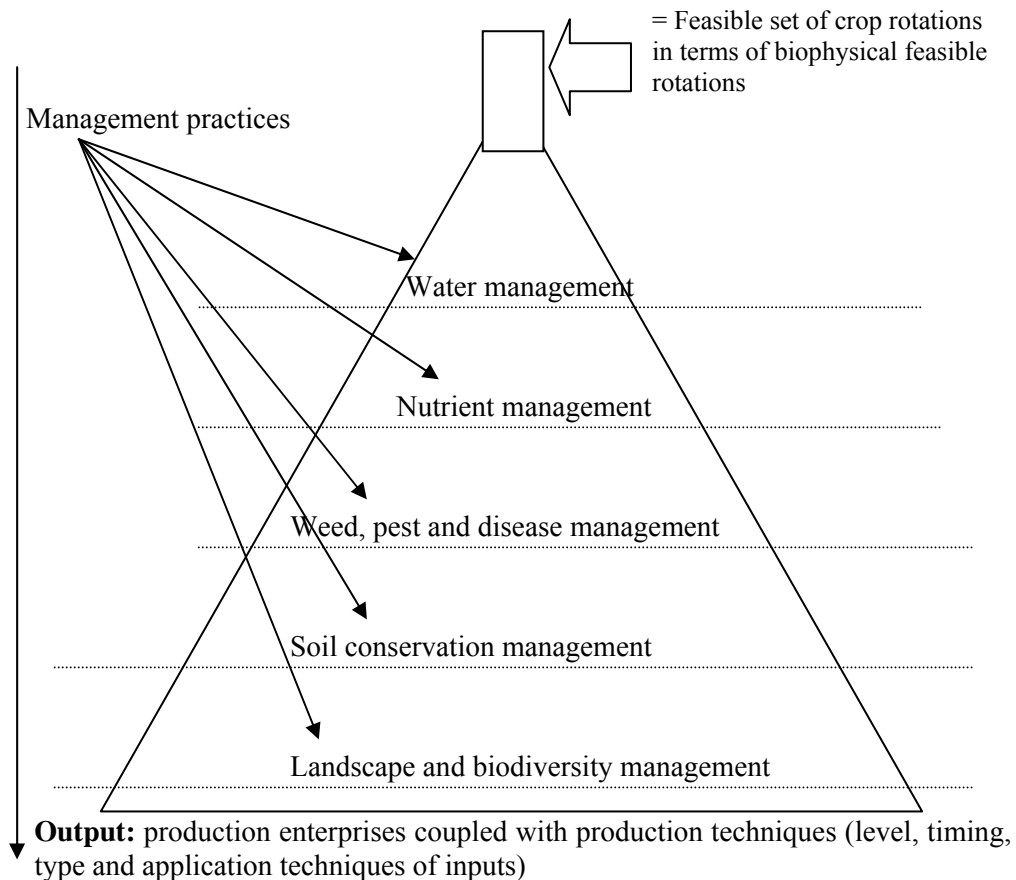 = Feasible set of crop rotations
in terms of biophysical feasible
rotations
Management practices
Water management
Nutrient management
Weed, pest and disease management
Soil conservation management
Landscape and biodiversity management
Output: production enterprises coupled with production techniques (level, timing,
type and application techniques of inputs)